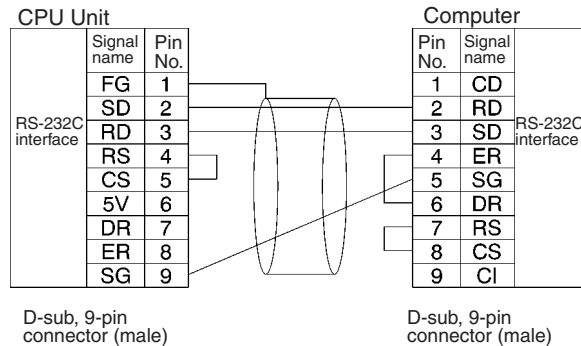 CPU Unit
Signal name Pin No.
FG 1
SD 2
RD 3
RS 4
CS 5
5V 6
DR 7
ER 8
SG 9
RS-232C interface
D-sub, 9-pin
connector (male)
Computer
Pin No. Signal name
1 CD
2 RD
3 SD
4 ER
5 SG
6 DR
7 RS
8 CS
9 CI
RS-232C interface
D-sub, 9-pin
connector (male)